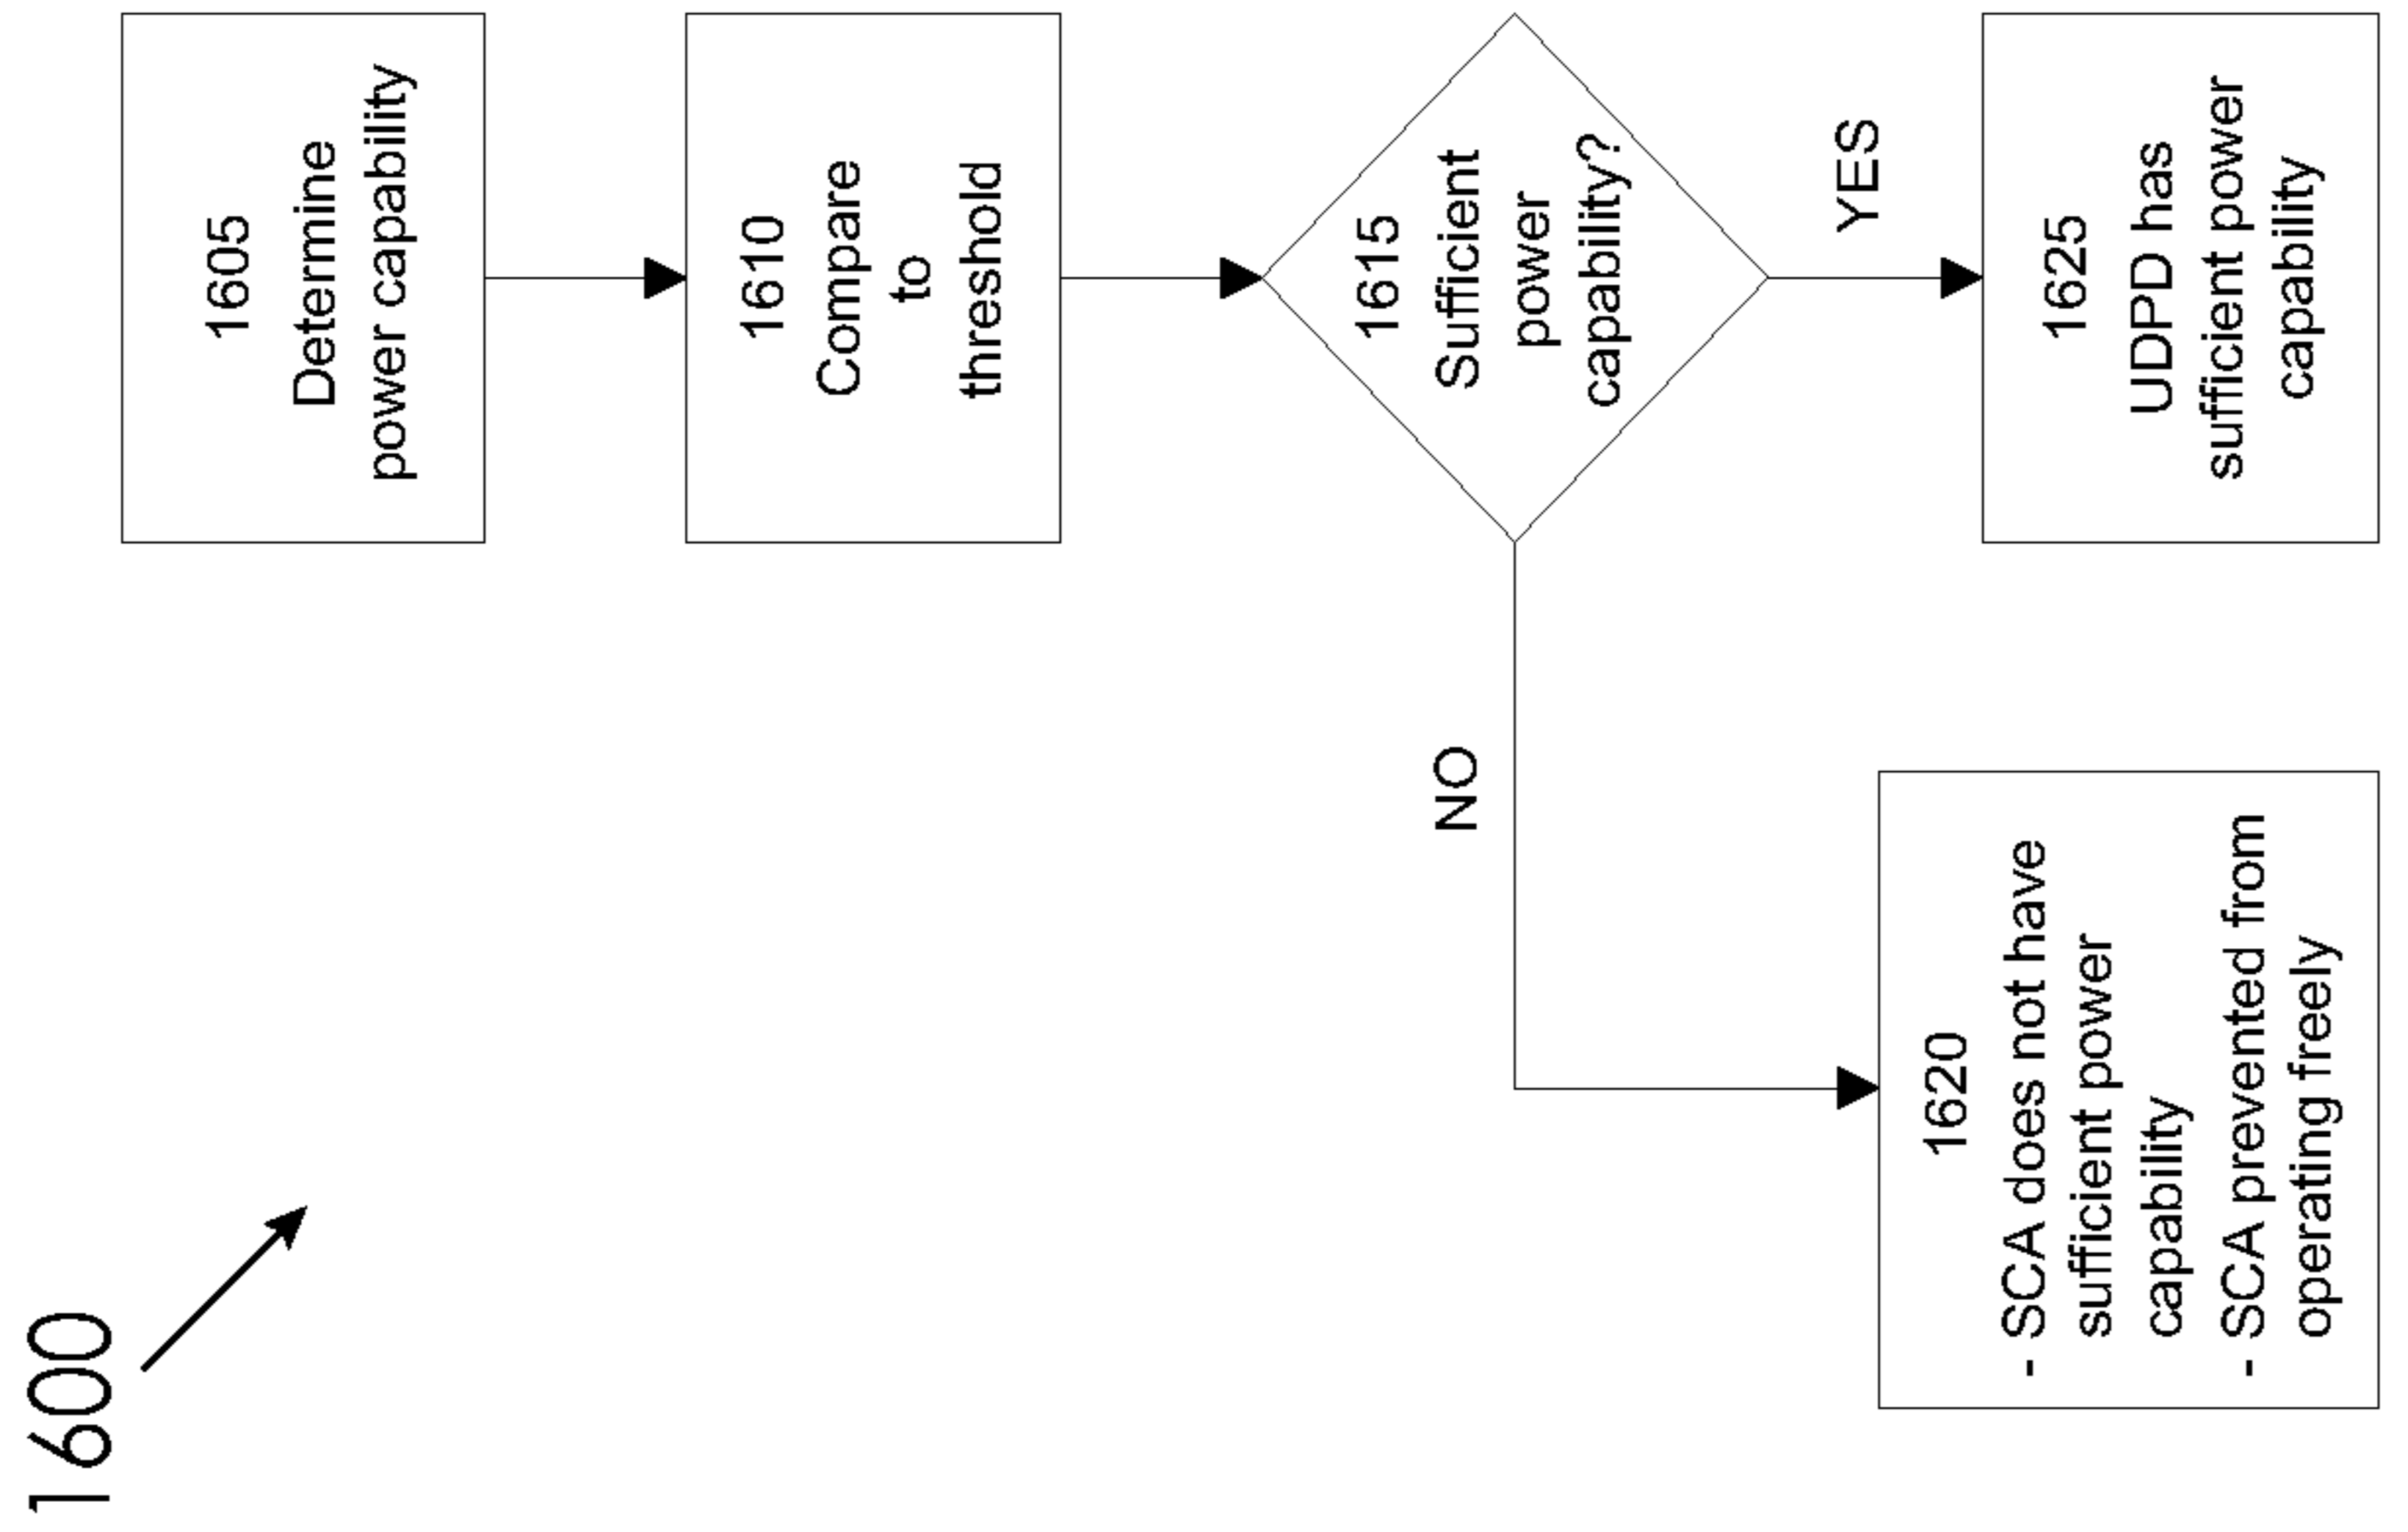 1600
1605
Determine
power capability
1610
Compare
to
threshold
1615
Sufficient
power
capability?
NO
YES
1620
- SCA does not have
sufficient power
capability
- SCA prevented from
operating freely
1625
UDPD has
sufficient power
capability